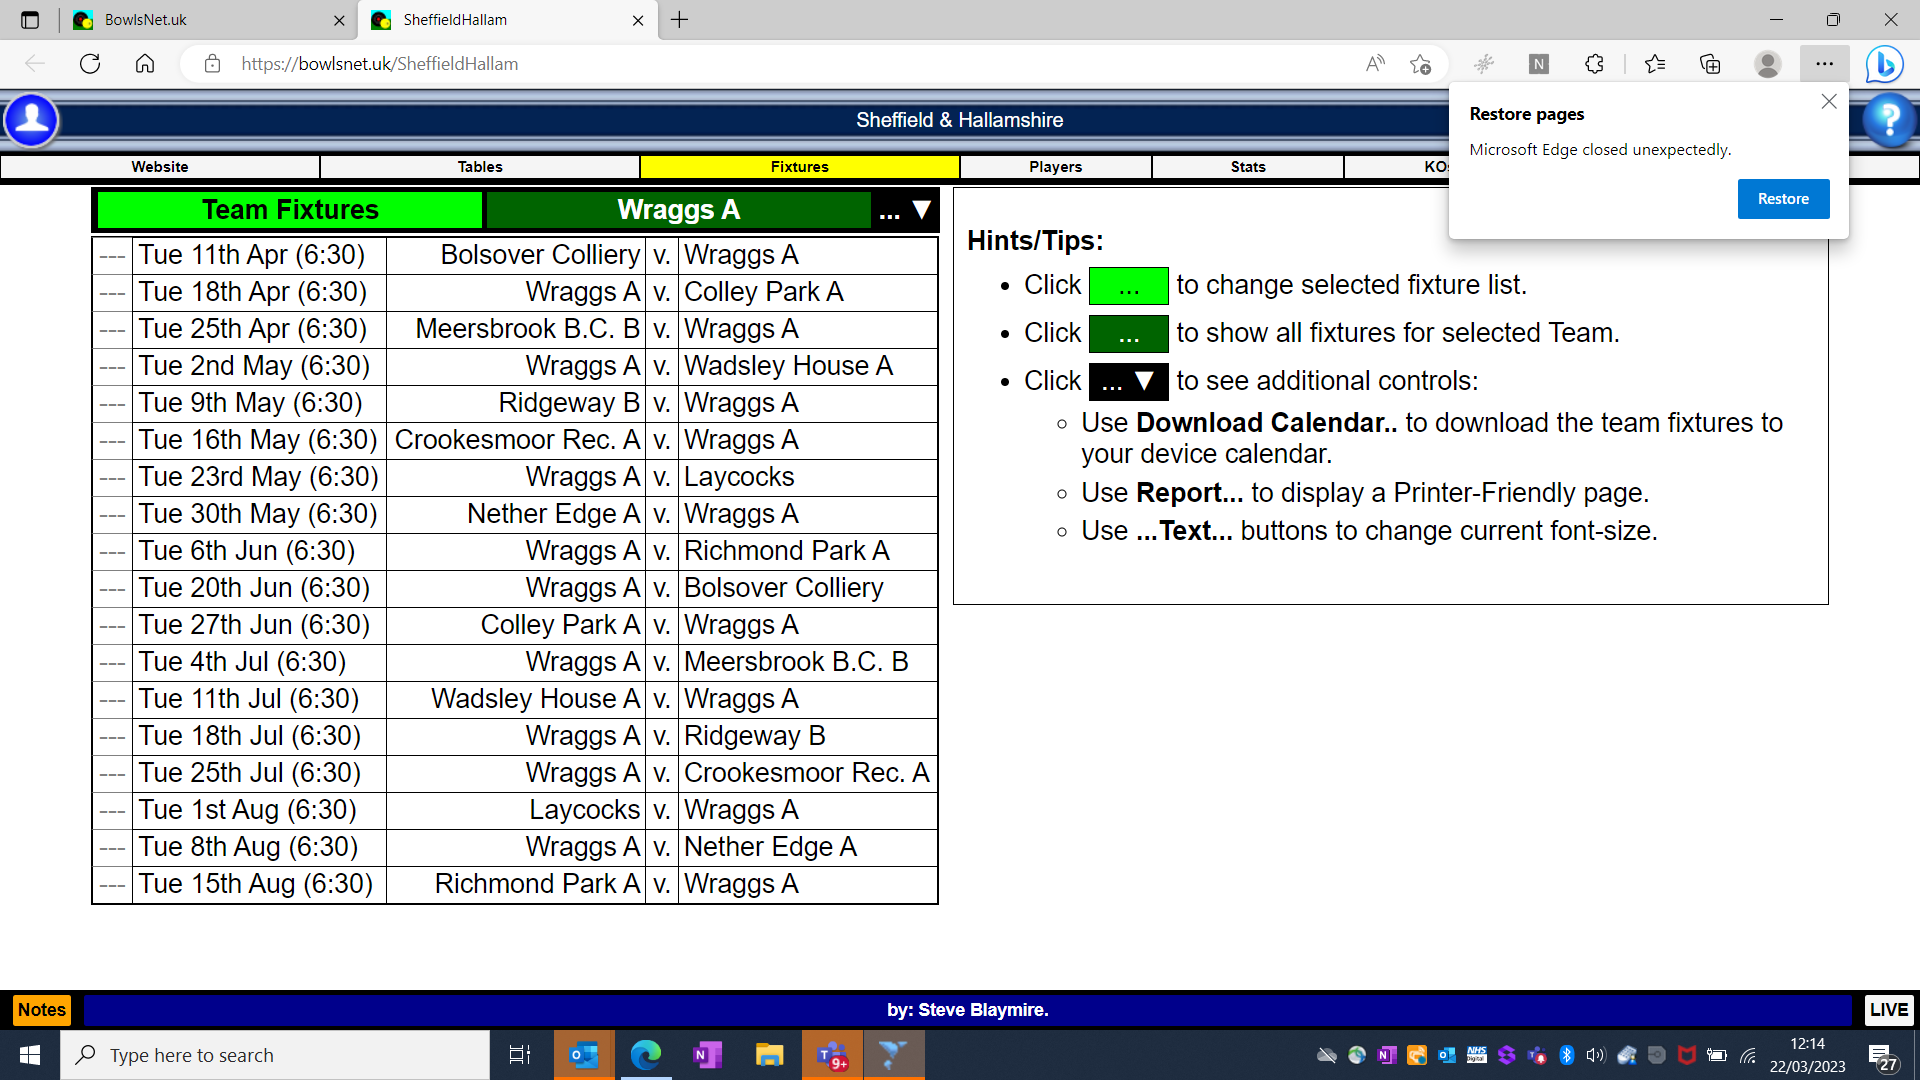 BowlsNet.uk
SheffieldHallam
https://bowlsnet.uk/SheffieldHallam
Restore pages
Microsoft Edge closed unexpectedly.
Restore
Sheffield & Hallamshire
Website Tables Fixtures Players Stats KO
Team Fixtures Wraggs A ... ▼
--- Tue 11th Apr (6:30) Bolsover Colliery v. Wraggs A
--- Tue 18th Apr (6:30) Wraggs A v. Colley Park A
--- Tue 25th Apr (6:30) Meersbrook B.C. B v. Wraggs A
--- Tue 2nd May (6:30) Wraggs A v. Wadsley House A
--- Tue 9th May (6:30) Ridgeway B v. Wraggs A
--- Tue 16th May (6:30) Crookesmoor Rec. A v. Wraggs A
--- Tue 23rd May (6:30) Wraggs A v. Laycocks
--- Tue 30th May (6:30) Nether Edge A v. Wraggs A
--- Tue 6th Jun (6:30) Wraggs A v. Richmond Park A
--- Tue 20th Jun (6:30) Wraggs A v. Bolsover Colliery
--- Tue 27th Jun (6:30) Colley Park A v. Wraggs A
--- Tue 4th Jul (6:30) Wraggs A v. Meersbrook B.C. B
--- Tue 11th Jul (6:30) Wadsley House A v. Wraggs A
--- Tue 18th Jul (6:30) Wraggs A v. Ridgeway B
--- Tue 25th Jul (6:30) Wraggs A v. Crookesmoor Rec. A
--- Tue 1st Aug (6:30) Laycocks v. Wraggs A
--- Tue 8th Aug (6:30) Wraggs A v. Nether Edge A
--- Tue 15th Aug (6:30) Richmond Park A v. Wraggs A
Hints/Tips:
• Click ... to change selected fixture list.
• Click ... to show all fixtures for selected Team.
• Click ... ▼ to see additional controls:
◦ Use Download Calendar.. to download the team fixtures to
your device calendar.
◦ Use Report... to display a Printer-Friendly page.
◦ Use ...Text... buttons to change current font-size.
Notes by: Steve Blaymire. LIVE
Type here to search
9+
NHS
12:14
22/03/2023
27